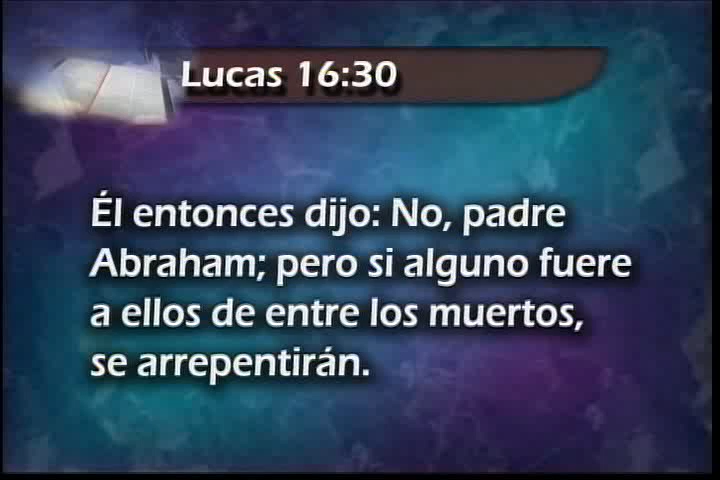 Lucas 16:30
Él entonces dijo: No, padre
Abraham; pero si alguno fuere
a ellos de entre los muertos,
se arrepentirán.